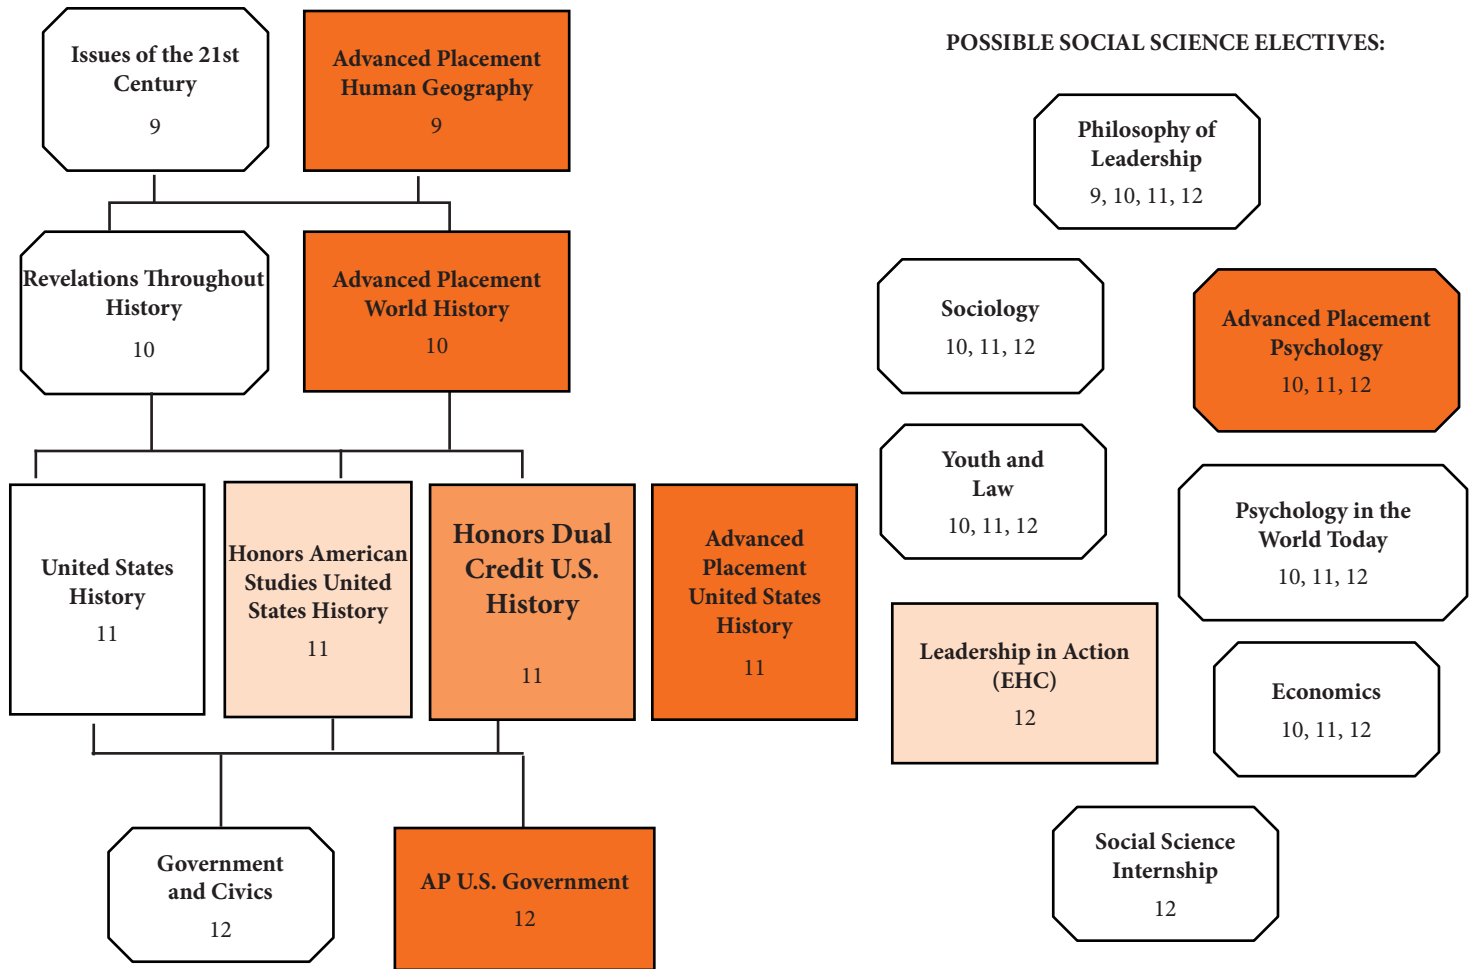 Issues of the 21st
Century
9
Advanced Placement
Human Geography
9
Revelations Throughout
History
10
Advanced Placement
World History
10
United States
History
11
Honors American
Studies United
States History
11
Honors Dual
Credit U.S.
History
11
Advanced
Placement
United States
History
11
Government
and Civics
12
AP U.S. Government
12
POSSIBLE SOCIAL SCIENCE ELECTIVES:
Philosophy of
Leadership
9, 10, 11, 12
Sociology
10, 11, 12
Advanced Placement
Psychology
10, 11, 12
Youth and
Law
10, 11, 12
Psychology in the
World Today
10, 11, 12
Leadership in Action
(EHC)
12
Economics
10, 11, 12
Social Science
Internship
12